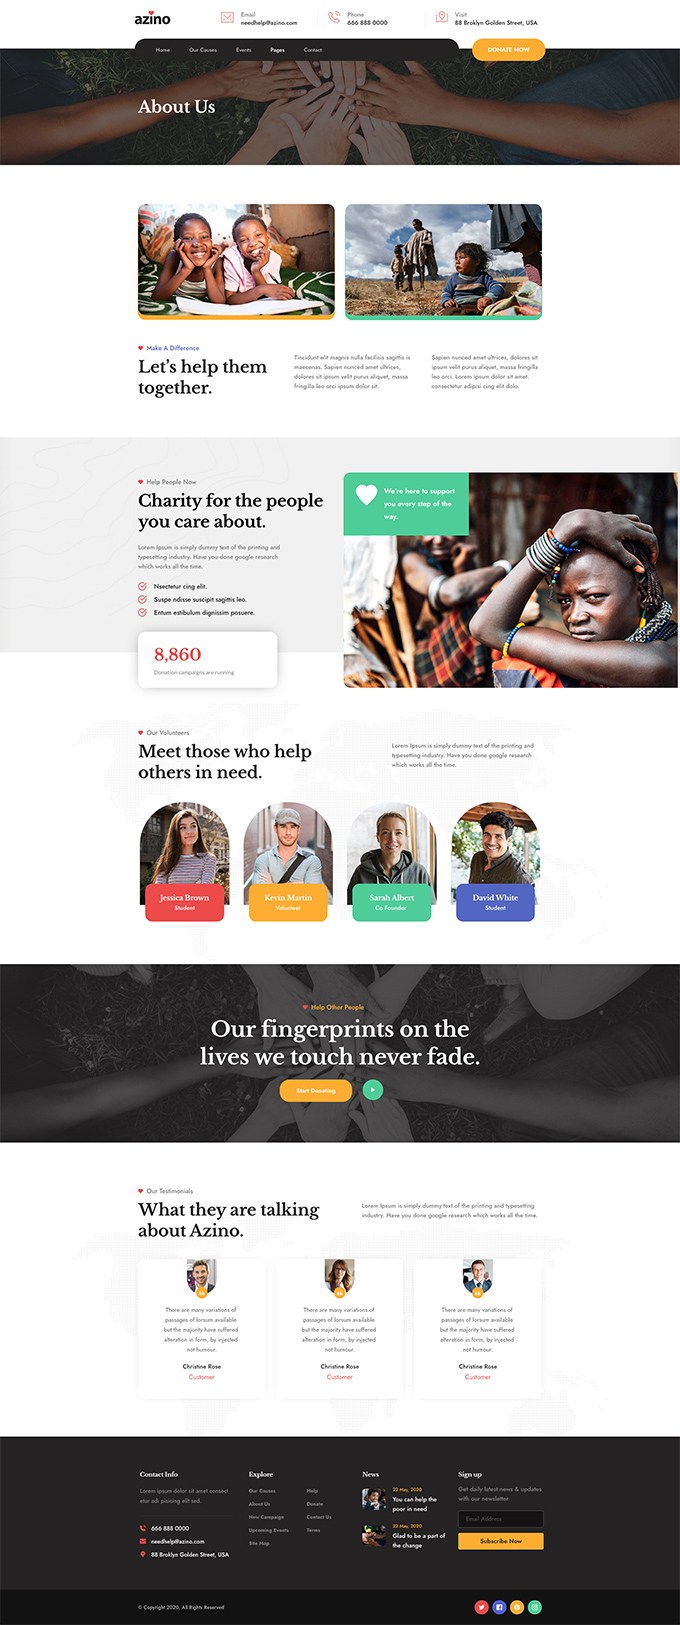 azino
Email
needhelp@azino.com
Phone
666 888 0000
Visit
88 Broklyn Golden Street, USA
Home
Our Causes
Events
Pages
Contact
DONATE NOW
About Us
Make A Difference
Let's help them
together.
Tincidunt elit magnis nulla facilisis sagittis is
maecenas. Sapien nunced amet ultrices,
dolores sit ipsum velit purus aliquet, massa
fringilla leo orci ipsum dolor sit.
Sapien nunced amet ultrices, dolores sit
ipsum velit purus aliquet, massa fringilla
leo orci. Lorem ipsum dolor sit amet.
consectetur adipisi cing elit dolo.
Help People Now
Charity for the people
you care about.
Lorem Ipsum is simply dummy text of the printing and
typesetting industry. Have you done google research
which works all the time.
Nsectetur cing elit.
Suspe ndisse suscipit sagittis leo.
Entum estibulum dignissim posuere.
8,860
Donation campaigns are running
We're here to support
you every step of the
way.
Our Volunteers
Meet those who help
others in need.
Lorem Ipsum is simply dummy text of the printing and
typesetting industry. Have you done google research
which works all the time.
Jessica Brown
Student
Kevin Martin
Volunteer
Sarah Albert
Co Founder
David White
Student
Help Other People
Our fingerprints on the
lives we touch never fade.
Start Donating
Our Testimonials
What they are talking
about Azino.
Lorem Ipsum is simply dummy text of the printing and typesetting
industry. Have you done google research which works all the time.
There are many variations of
passages of lorsum available
but the majority have suffered
alteration in form, by injected
not humour.
Christine Rose
Customer
There are many variations of
passages of lorsum available
but the majority have suffered
alteration in form, by injected
not humour.
Christine Rose
Customer
There are many variations of
passages of lorsum available
but the majority have suffered
alteration in form, by injected
not humour.
Christine Rose
Customer
Contact Info
Lorem ipsum dolor sit amet consect
etur adi pisicing elit sed.
666 888 0000
needhelp@azino.com
88 Broklyn Golden Street, USA
Explore
Our Causes
About Us
New Campaign
Upcoming Events
Site Map
Help
Donate
Contact Us
Terms
News
22 May, 2020
You can help the
poor in need
22 May, 2020
Glad to be a part of
the change
Sign up
Get daily latest news & updates
with our newsletter
Email Address
Subscribe Now
© Copyright 2020. All Rights Reserved